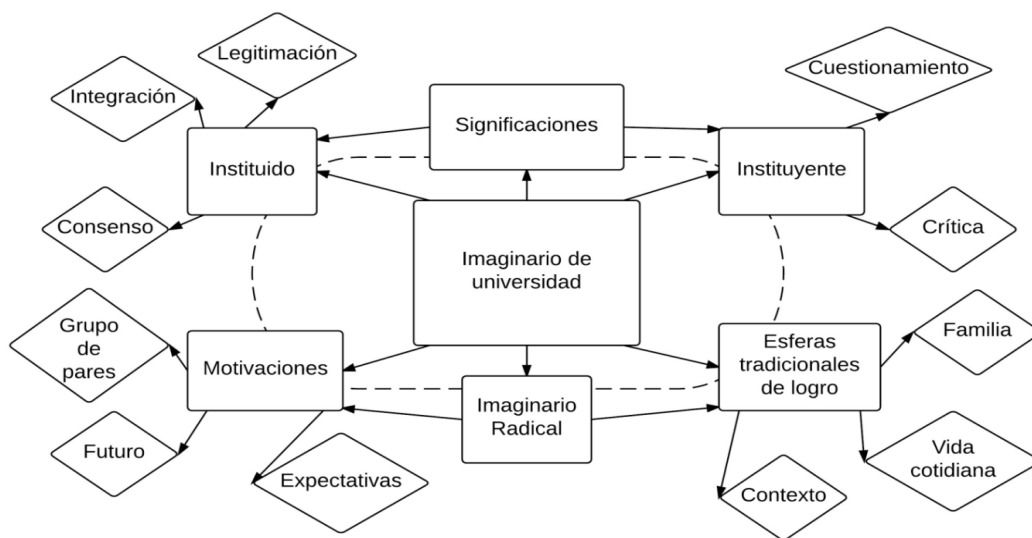 Legitimación
Cuestionamiento
Integración
Significaciones
Instituido
Instituyente
Consenso
Crítica
Imaginario de
universidad
Grupo
de
pares
Motivaciones
Esferas
tradicionales
de logro
Familia
Imaginario
Radical
Futuro
Expectativas
Contexto
Vida
cotidiana